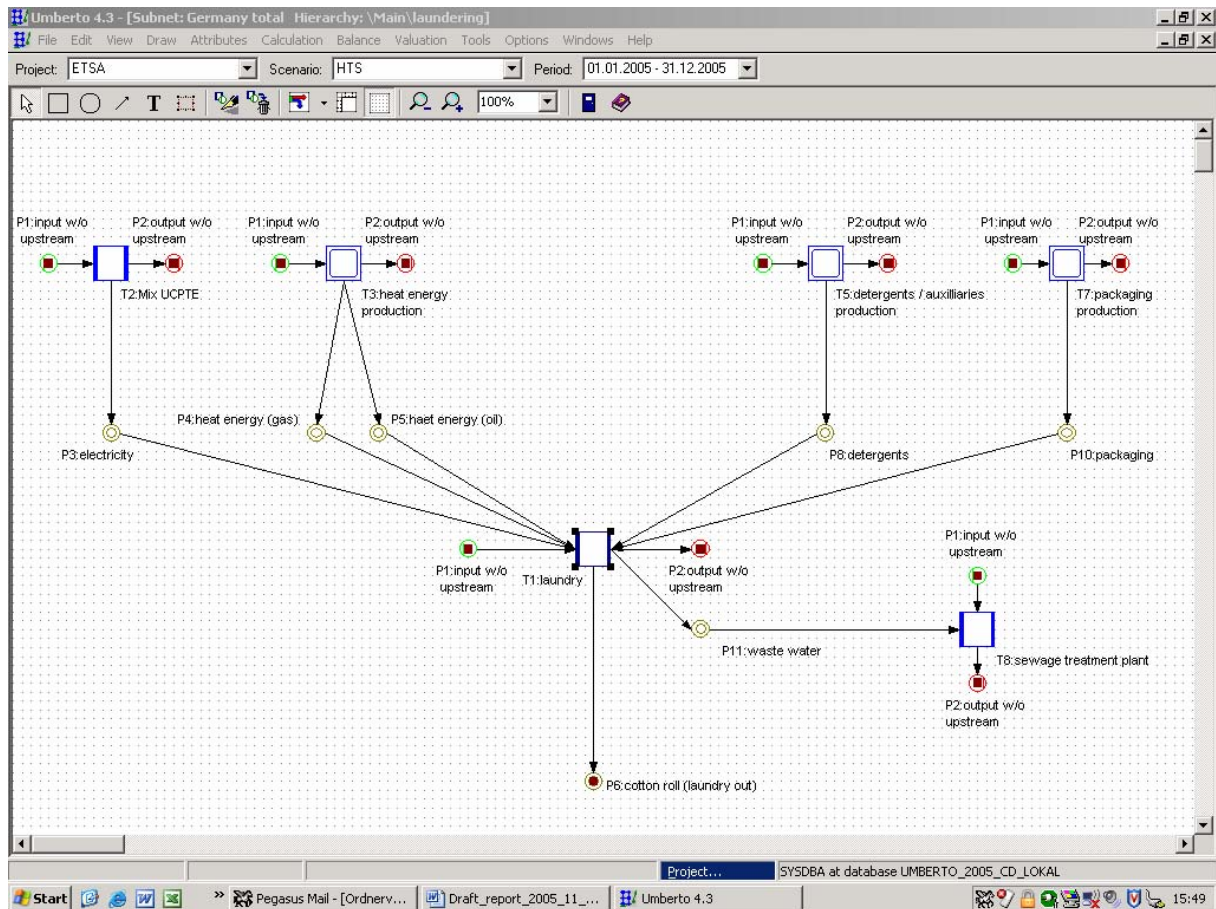 Umberto 4.3 - [Subnet: Germany total Hierarchy: \Main\laundering]
File Edit View Draw Attributes Calculation Balance Valuation Tools Options Windows Help
Project: ETSA Scenario: HTS Period: 01.01.2005 - 31.12.2005
T 100%
P1:input w/o
upstream
P2:output w/o
upstream
T2:Mix UCPTE
P1:input w/o
upstream
P2:output w/o
upstream
T3:heat energy
production
P1:input w/o
upstream
P2:output w/o
upstream
T5:detergents / auxilliaries
production
P1:input w/o
upstream
P2:output w/o
upstream
T7:packaging
production
P3:electricity
P4:heat energy (gas)
P5:haet energy (oil)
P8:detergents
P10:packaging
P1:input w/o
upstream
T1:laundry
P2:output w/o
upstream
P1:input w/o
upstream
P11:waste water
T8:sewage treatment plant
P2:output w/o
upstream
P6:cotton roll (laundry out)
Project... SYSDBA at database UMBERTO_2005_CD_LOKAL
Start » Pegasus Mail - [Ordnerv... Draft_report_2005_11_... Umberto 4.3 15:49